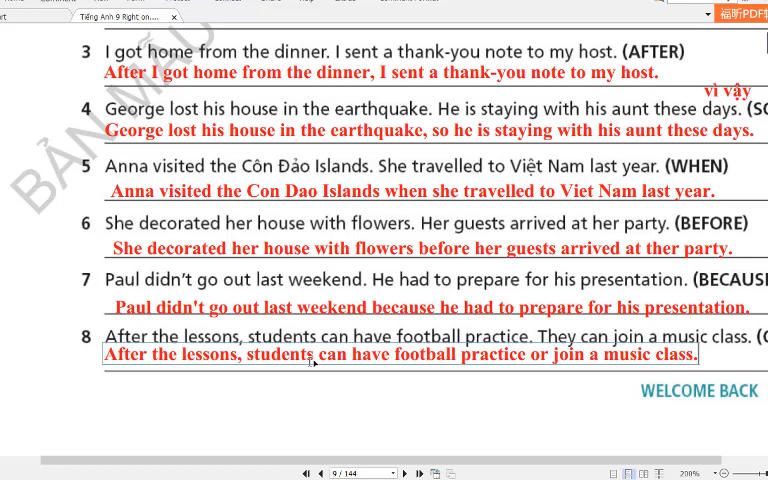 Tiếng Anh 9 Right on....
福昕PDF
BẢN MẪU
3 I got home from the dinner. I sent a thank-you note to my host. (AFTER)
After I got home from the dinner, I sent a thank-you note to my host.
vì vậy
4 George lost his house in the earthquake. He is staying with his aunt these days. (SO
George lost his house in the earthquake, so he is staying with his aunt these days.
5 Anna visited the Côn Đảo Islands. She travelled to Việt Nam last year. (WHEN)
Anna visited the Con Dao Islands when she travelled to Viet Nam last year.
6 She decorated her house with flowers. Her guests arrived at her party. (BEFORE)
She decorated her house with flowers before her guests arrived at ther party.
7 Paul didn't go out last weekend. He had to prepare for his presentation. (BECAUSE
Paul didn't go out last weekend because he had to prepare for his presentation.
8 After the lessons, students can have football practice. They can join a music class. (
After the lessons, students can have football practice or join a music class.
WELCOME BACK
9 / 144
200%